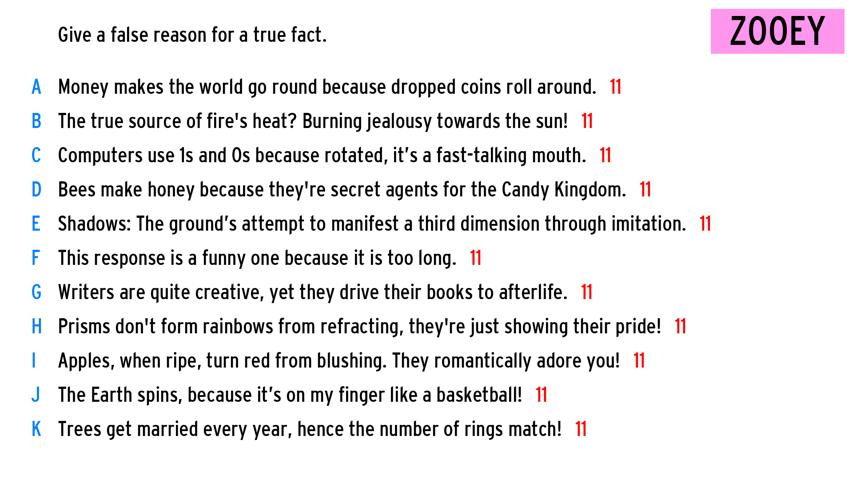 Give a false reason for a true fact.
ZOOEY
A Money makes the world go round because dropped coins roll around. 11
B The true source of fire's heat? Burning jealousy towards the sun! 11
C Computers use 1s and 0s because rotated, it’s a fast-talking mouth. 11
D Bees make honey because they're secret agents for the Candy Kingdom. 11
E Shadows: The ground’s attempt to manifest a third dimension through imitation. 11
F This response is a funny one because it is too long. 11
G Writers are quite creative, yet they drive their books to afterlife. 11
H Prisms don't form rainbows from refracting, they're just showing their pride! 11
I Apples, when ripe, turn red from blushing. They romantically adore you! 11
J The Earth spins, because it’s on my finger like a basketball! 11
K Trees get married every year, hence the number of rings match! 11